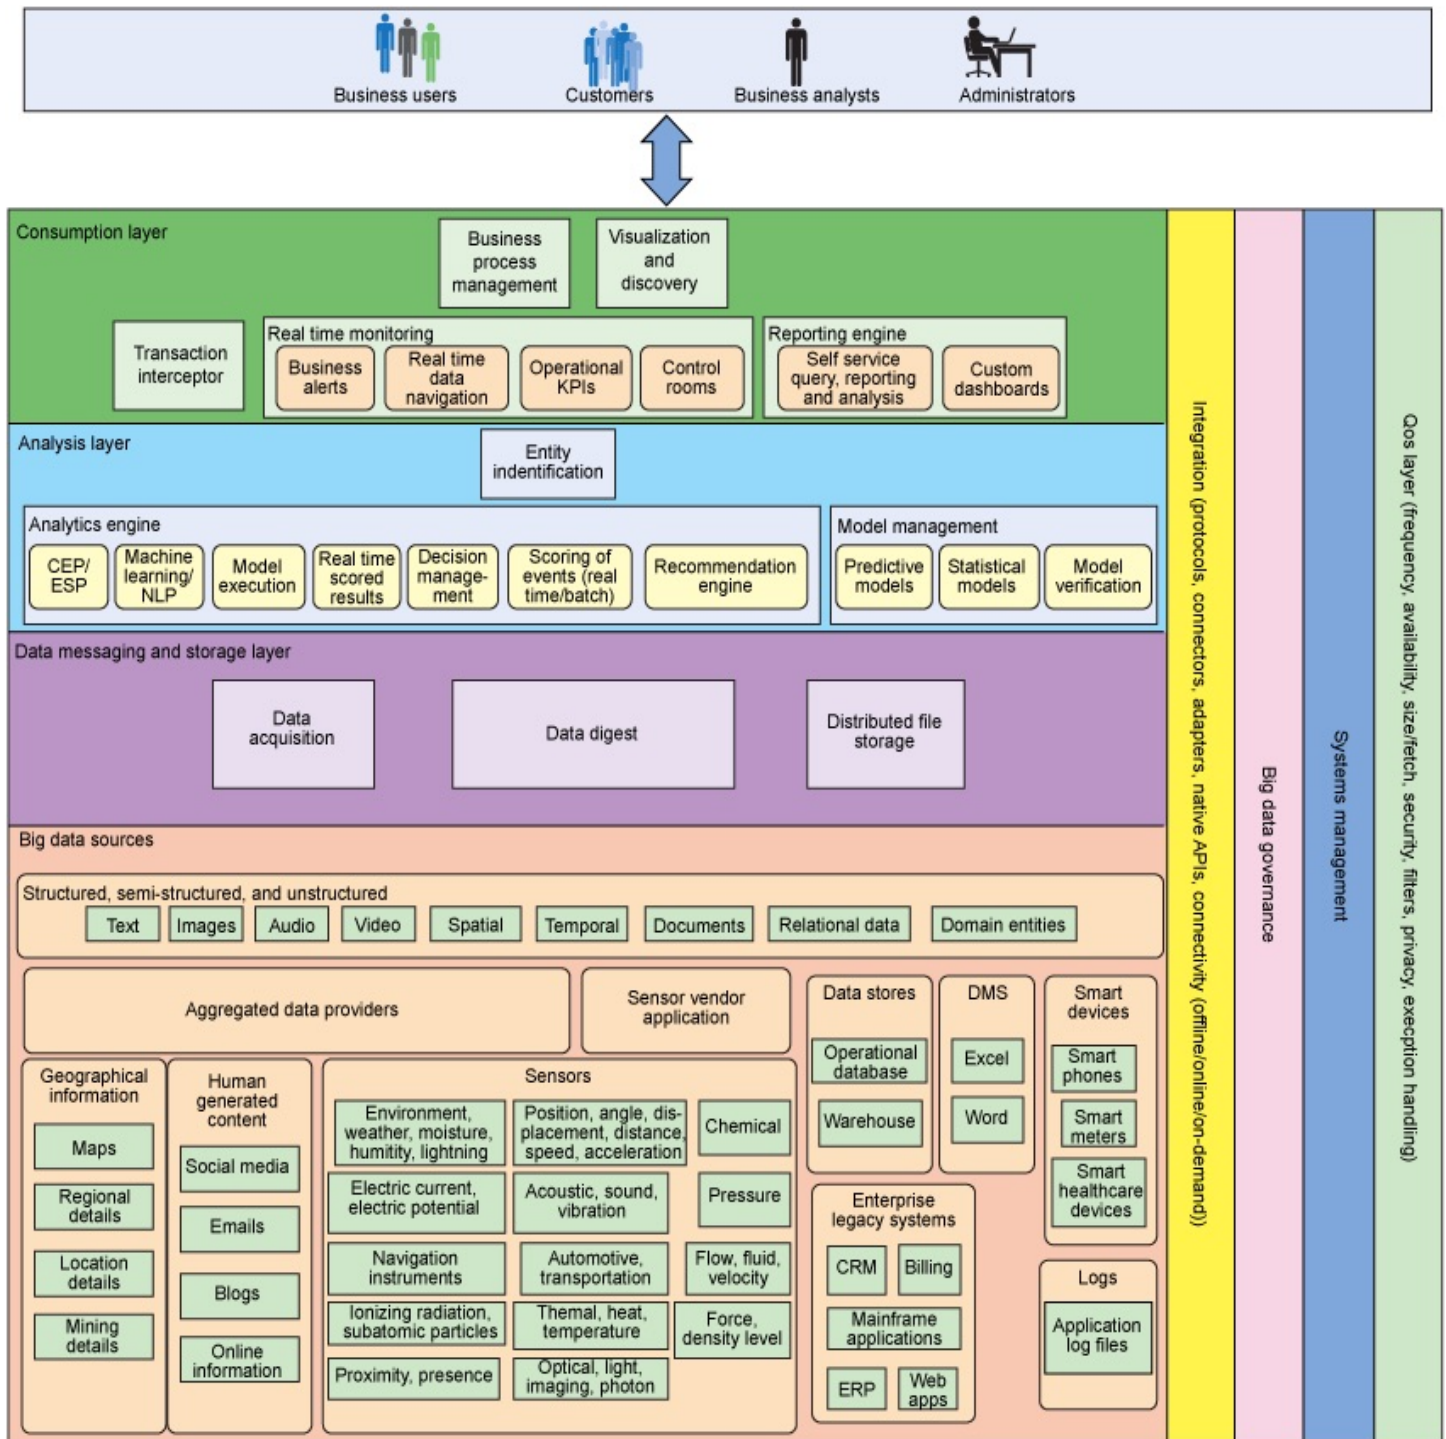 Business users
Customers
Business analysts
Administrators
Consumption layer
Business
process
management
Visualization
and
discovery
Transaction
interceptor
Real time monitoring
Business
alerts
Real time
data
navigation
Operational
KPIs
Control
rooms
Reporting engine
Self service
query, reporting
and analysis
Custom
dashboards
Analysis layer
Entity
indentification
Analytics engine
CEP/
ESP
Machine
learning/
NLP
Model
execution
Real time
scored
results
Decision
manage-
ment
Scoring of
events (real
time/batch)
Recommendation
engine
Model management
Predictive
models
Statistical
models
Model
verification
Data messaging and storage layer
Data
acquisition
Data digest
Distributed file
storage
Big data sources
Structured, semi-structured, and unstructured
Text
Images
Audio
Video
Spatial
Temporal
Documents
Relational data
Domain entities
Aggregated data providers
Sensor vendor
application
Geographical
information
Maps
Regional
details
Location
details
Mining
details
Human
generated
content
Social media
Emails
Blogs
Online
information
Sensors
Environment,
weather, moisture,
humitity, lightning
Position, angle, dis-
placement, distance,
speed, acceleration
Chemical
Electric current,
electric potential
Acoustic, sound,
vibration
Pressure
Navigation
instruments
Automotive,
transportation
Flow, fluid,
velocity
Ionizing radiation,
subatomic particles
Themal, heat,
temperature
Force,
density level
Proximity, presence
Optical, light,
imaging, photon
Data stores
Operational
database
Warehouse
DMS
Excel
Word
Smart
devices
Smart
phones
Smart
meters
Smart
healthcare
devices
Enterprise
legacy systems
CRM
Billing
Mainframe
applications
ERP
Web
apps
Logs
Application
log files
Integration (protocols, connectors, adapters, native APIs, connectivity (offline/online/on-demand))
Big data governance
Systems management
Qos layer (frequency, availability, size/fetch, security, filters, privacy, execption handling)